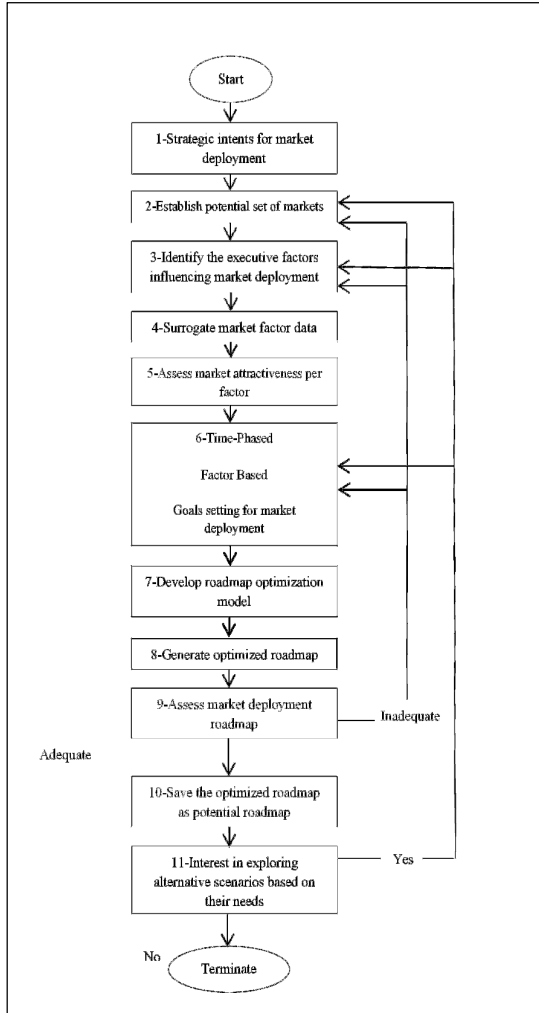 Start
1-Strategic intents for market
deployment
2-Establish potential set of markets
3-Identify the executive factors
influencing market deployment
4-Surrogate market factor data
5-Assess market attractiveness per
factor
6-Time-Phased
Factor Based
Goals setting for market
deployment
7-Develop roadmap optimization
model
8-Generate optimized roadmap
9-Assess market deployment
roadmap
Inadequate
Adequate
10-Save the optimized roadmap
as potential roadmap
11-Interest in exploring
alternative scenarios based on
their needs
Yes
No
Terminate